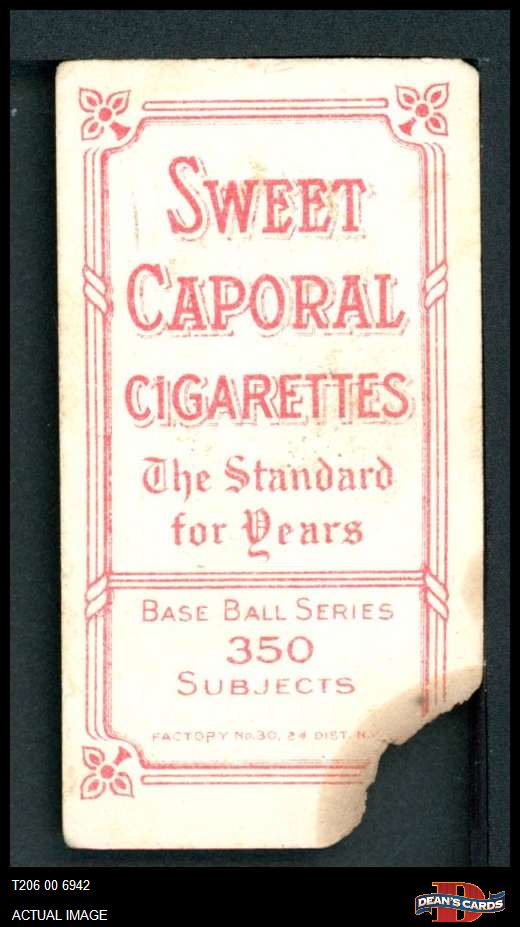 SWEET
CAPORAL
CIGARETTES
The Standard
for Years
BASE BALL SERIES
350
SUBJECTS
FACTORY No. 30, 24 DIST. N.
T206 00 6942
ACTUAL IMAGE
DEAN'S CARDS